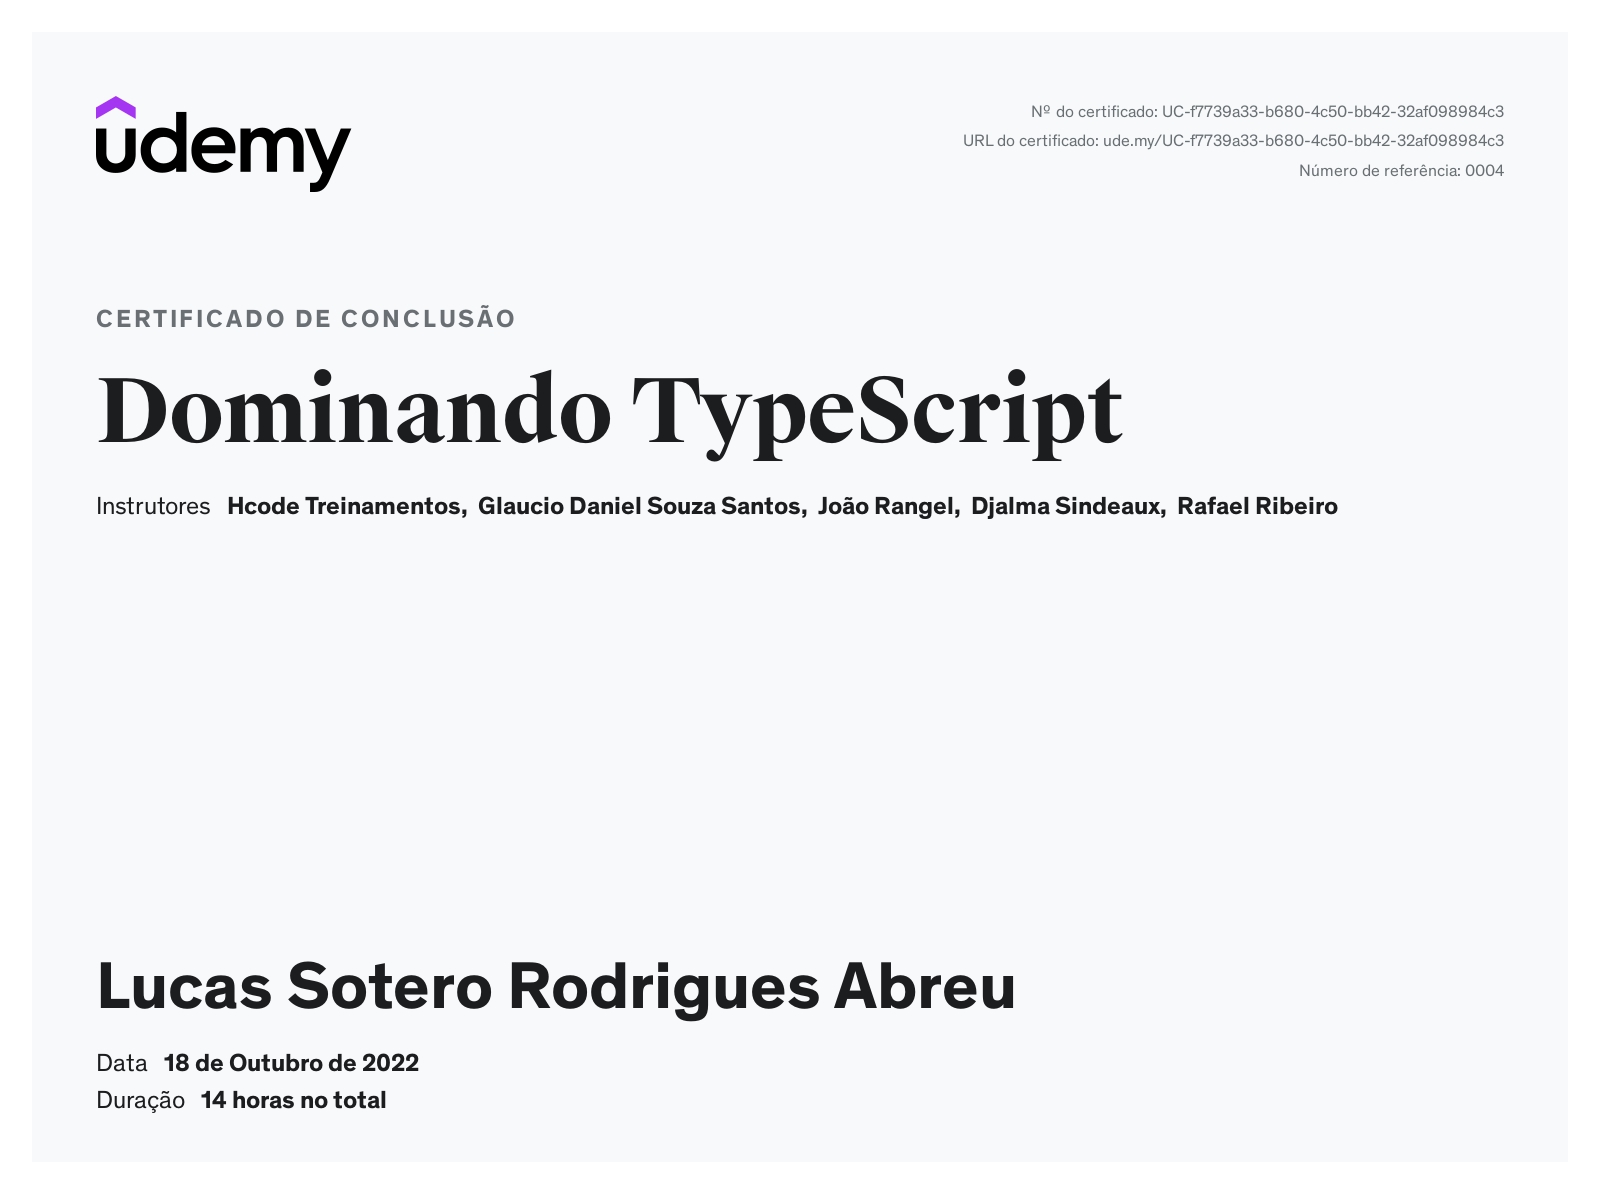 udemy
Nº do certificado: UC-f7739a33-b680-4c50-bb42-32af098984c3
URL do certificado: ude.my/UC-f7739a33-b680-4c50-bb42-32af098984c3
Número de referência: 0004
CERTIFICADO DE CONCLUSÃO
Dominando TypeScript
Instrutores Hcode Treinamentos, Glaucio Daniel Souza Santos, João Rangel, Djalma Sindeaux, Rafael Ribeiro
Lucas Sotero Rodrigues Abreu
Data 18 de Outubro de 2022
Duração 14 horas no total